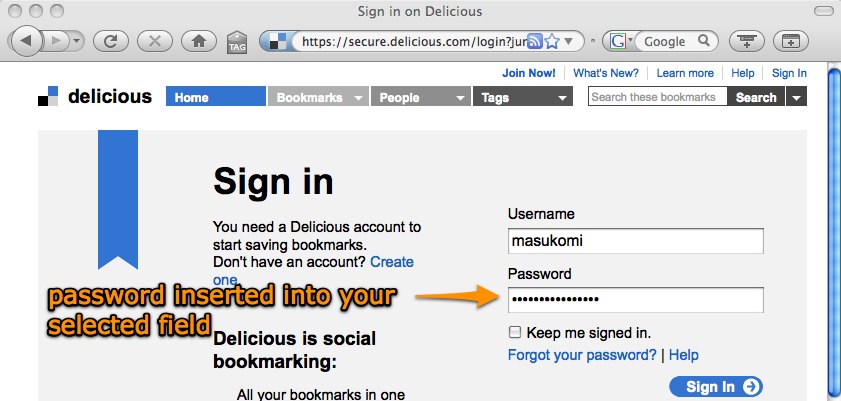 Sign in on Delicious
TAG
https://secure.delicious.com/login?jur
G Google
Join Now! What's New? Learn more Help Sign In
delicious Home Bookmarks People Tags Search these bookmarks Search
Sign in
You need a Delicious account to
start saving bookmarks.
Don't have an account? Create
one.
Username
masukomi
Password
•••••••••••••••
password inserted into your
selected field
Keep me signed in.
Forgot your password? | Help
Sign In
Delicious is social
bookmarking:
All your bookmarks in one